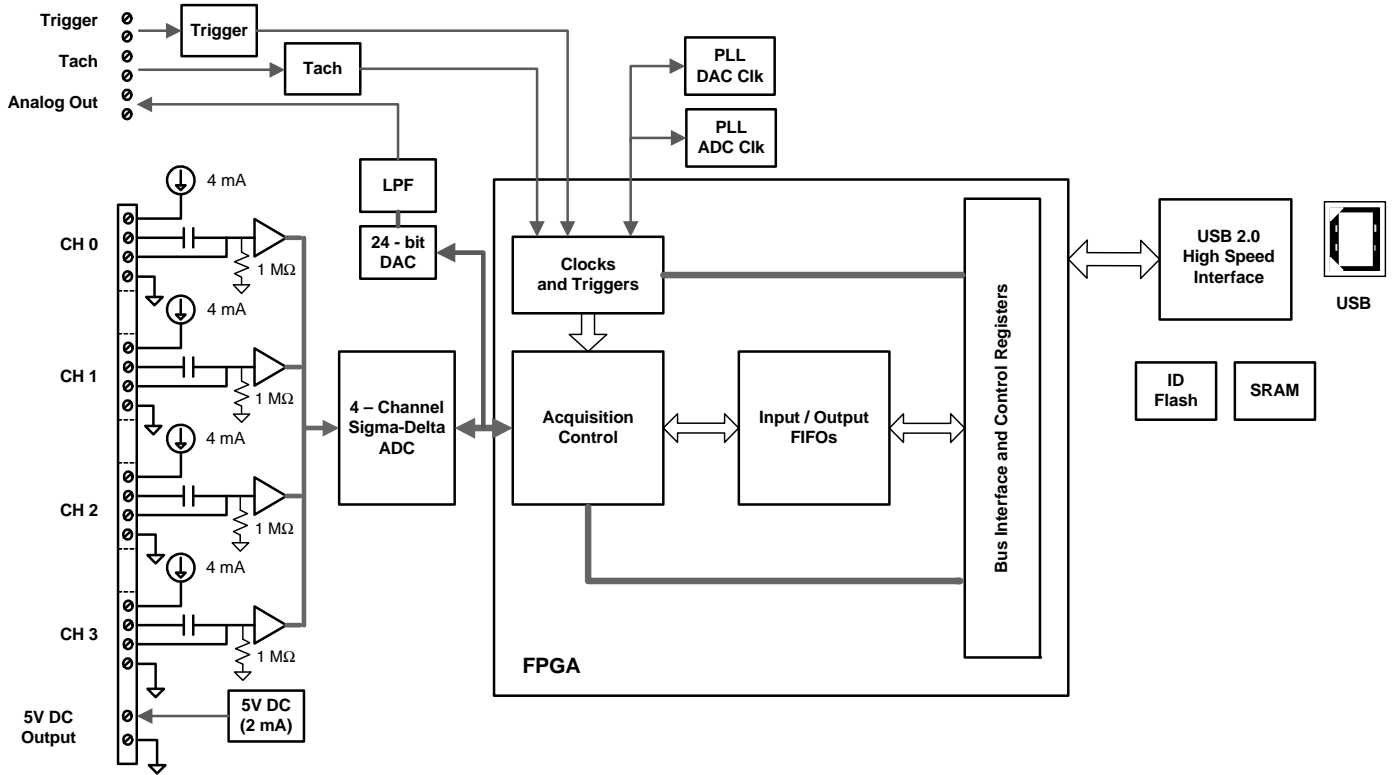 Trigger
Trigger
Tach
Tach
Analog Out
PLL
DAC Clk
PLL
ADC Clk
LPF
24 - bit
DAC
4 mA
CH 0
1 MΩ
4 mA
CH 1
1 MΩ
4 mA
CH 2
1 MΩ
4 mA
CH 3
1 MΩ
5V DC
Output
5V DC
(2 mA)
4 – Channel
Sigma-Delta
ADC
Clocks
and Triggers
Acquisition
Control
Input / Output
FIFOs
Bus Interface and Control Registers
FPGA
USB 2.0
High Speed
Interface
USB
ID
Flash
SRAM